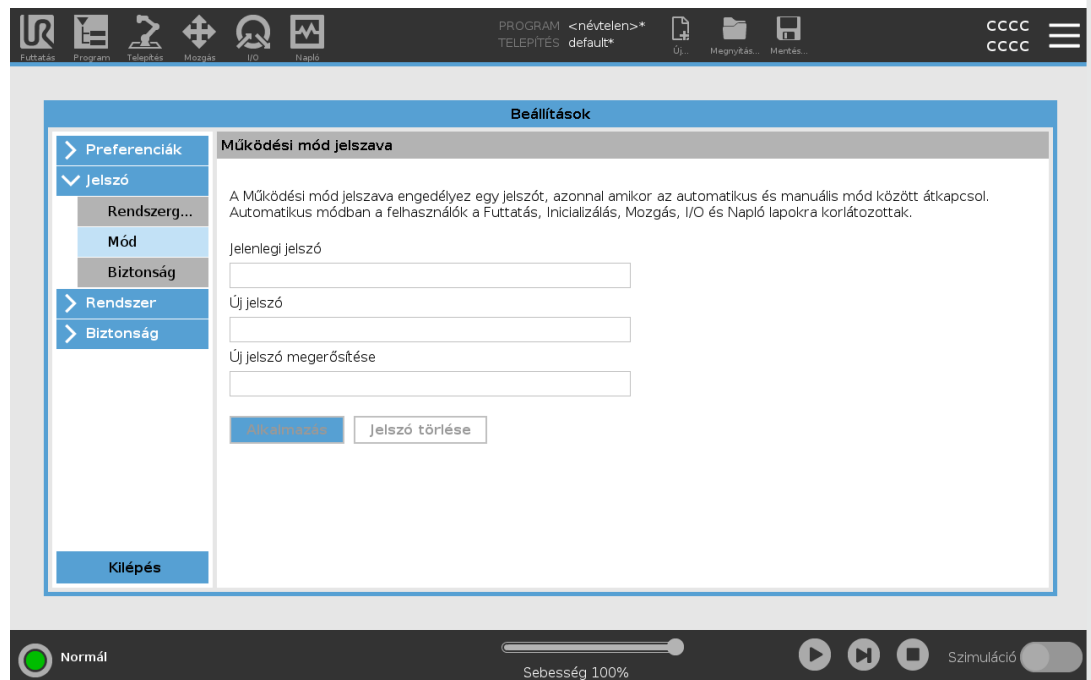 UR
PROGRAM <névtelen>*
TELEPÍTÉS default*
cccc
cccc
Futtatás Program Telepítés Mozgás I/O Napló Új... Megnyitás... Mentés...
Beállítások
Preferenciák
Jelszó
Rendszerg...
Mód
Biztonság
Rendszer
Biztonság
Kilépés
Működési mód jelszava
A Működési mód jelszava engedélyez egy jelszót, azonnal amikor az automatikus és manuális mód között átkapcsol.
Automatikus módban a felhasználók a Futtatás, Inicializálás, Mozgás, I/O és Napló lapokra korlátozottak.
Jelenlegi jelszó
Új jelszó
Új jelszó megerősítése
Alkalmazás Jelszó törlése
Normál
Sebesség 100%
Szimuláció